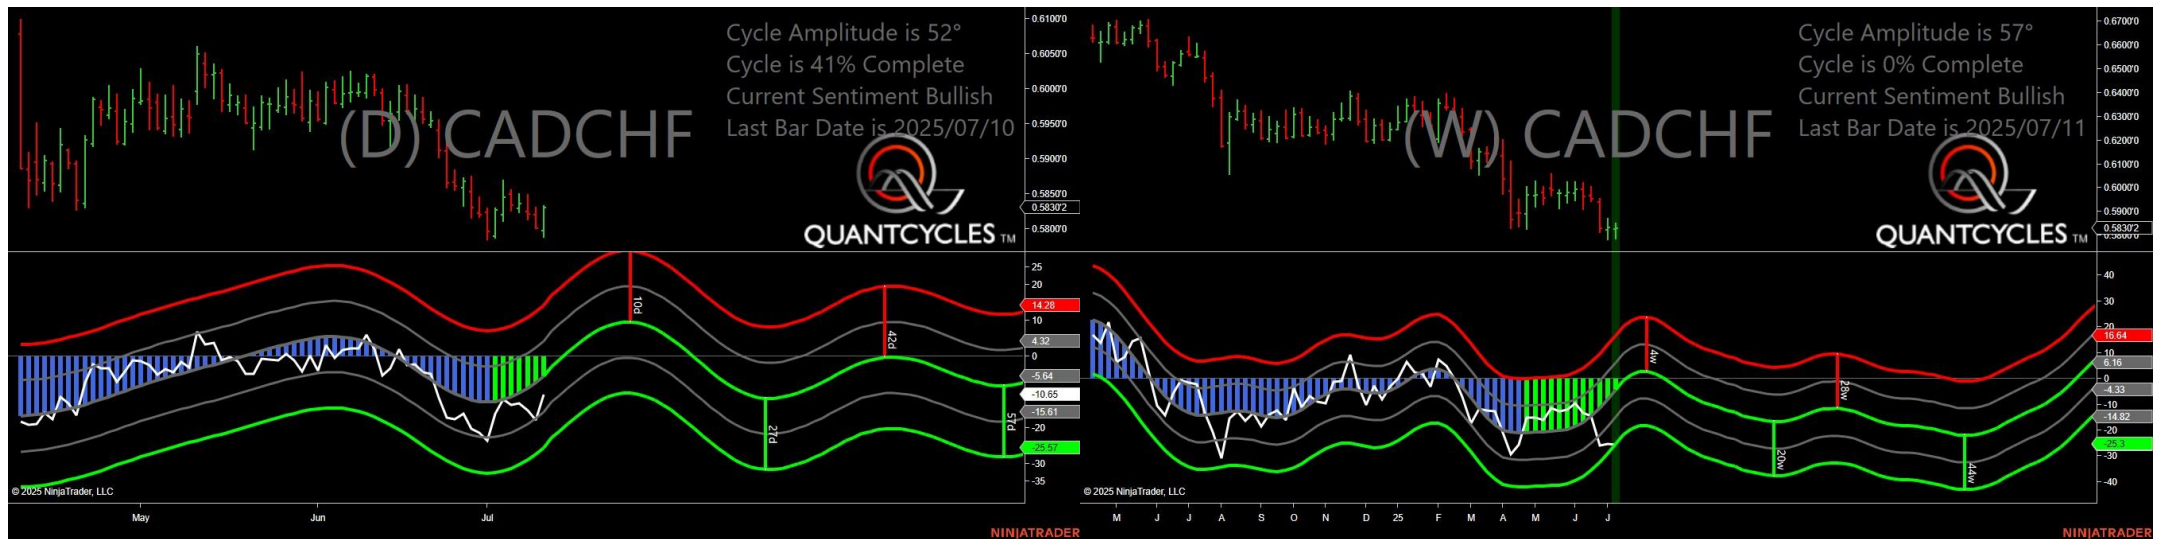 Cycle Amplitude is 52°
Cycle is 41% Complete
Current Sentiment Bullish
Last Bar Date is 2025/07/10
(D) CADCHF
QUANTCYCLES TM
0.6100'0
0.6050'0
0.6000'0
0.5950'0
0.5900'0
0.5850'0
0.5830'2
0.5800'0
25
14.28
10
4.32
0
-5.64
-10.65
-15.61
-20
-25.57
-30
-35
10d
27d
42d
57d
© 2025 NinjaTrader, LLC
May Jun Jul
NINJATRADER
Cycle Amplitude is 57°
Cycle is 0% Complete
Current Sentiment Bullish
Last Bar Date is 2025/07/11
(W) CADCHF
QUANTCYCLES TM
0.6700'0
0.6600'0
0.6500'0
0.6400'0
0.6300'0
0.6200'0
0.6100'0
0.6000'0
0.5900'0
0.5830'2
40
30
20
16.64
10
6.16
0
-4.33
-10
-14.82
-20
-25.3
-30
-40
4w
20w
28w
44w
© 2025 NinjaTrader, LLC
M J J A S O N D 25 F M A M J J
NINJATRADER